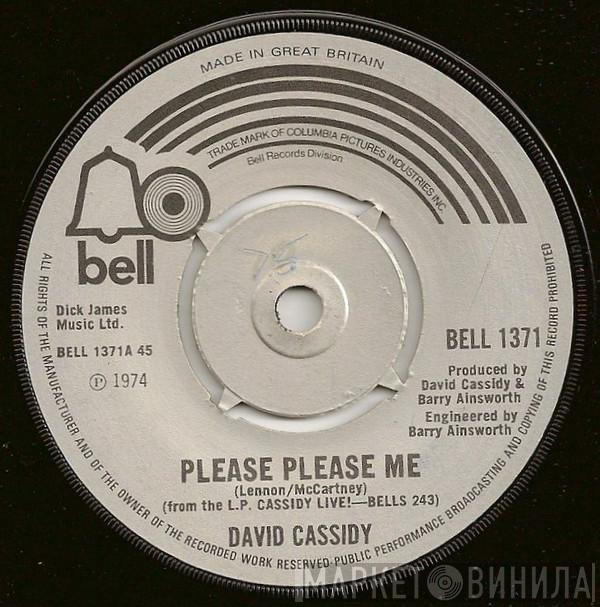 MADE IN GREAT BRITAIN
TRADE MARK OF COLUMBIA PICTURES INDUSTRIES INC.
Bell Records Division
bell
Dick James
Music Ltd.
BELL 1371A 45
Ⓟ 1974
75
BELL 1371
Produced by
David Cassidy &
Barry Ainsworth
Engineered by
Barry Ainsworth
PLEASE PLEASE ME
(Lennon/McCartney)
(from the L.P. CASSIDY LIVE!—BELLS 243)
DAVID CASSIDY
ALL RIGHTS OF THE MANUFACTURER AND OF THE OWNER OF THE RECORDED WORK RESERVED·PUBLIC PERFORMANCE BROADCASTING AND COPYING OF THIS RECORD PROHIBITED
МАРКЕТ ВИНИЛА